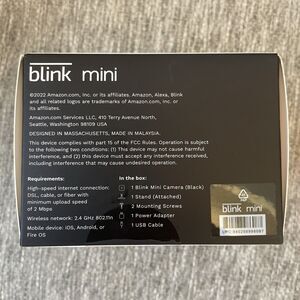 blink mini
©2022 Amazon.com, Inc. or its affiliates. Amazon, Alexa, Blink
and all related logos are trademarks of Amazon.com, Inc. or
its affiliates.
Amazon.com Services LLC, 410 Terry Avenue North,
Seattle, Washington 98109 USA
DESIGNED IN MASSACHUSETTS, MADE IN MALAYSIA.
This device complies with part 15 of the FCC Rules. Operation is subject
to the following two conditions: (1) This device may not cause harmful
interference, and (2) this device must accept any interference received,
including interference that may cause undesired operation.
Requirements:
High-speed internet connection:
DSL, cable, or fiber with
minimum upload speed
of 2 Mbps
Wireless network: 2.4 GHz 802.11n
Mobile device: iOS, Android, or
Fire OS
In the box:
1 Blink Mini Camera (Black)
1 Stand (Attached)
2 Mounting Screws
1 Power Adapter
1 USB Cable
blink mini